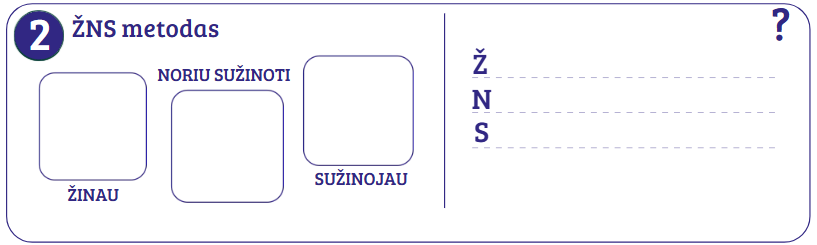 2 ŽNS metodas
ŽINAU
NORIU SUŽINOTI
SUŽINOJAU
?
Ž
N
S